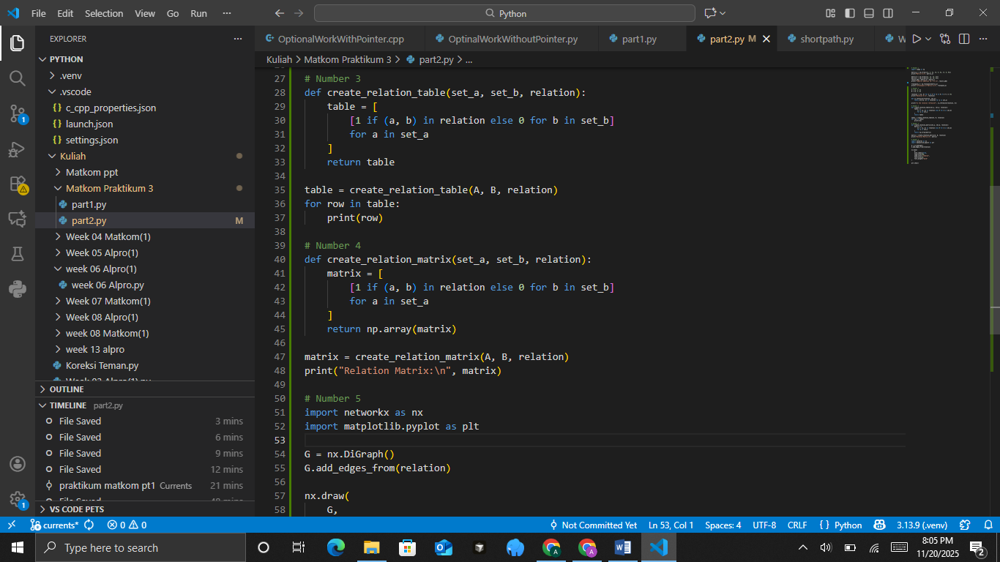 File Edit Selection View Go Run ··· Python
EXPLORER ···
PYTHON
.venv
.vscode
c_cpp_properties.json
launch.json
settings.json
Kuliah
Matkom ppt
Matkom Praktikum 3
part1.py
part2.py M
Week 04 Matkom(1)
Week 05 Alpro(1)
week 06 Alpro(1)
week 06 Alpro.py
Week 07 Matkom(1)
Week 08 Alpro(1)
week 08 Matkom(1)
week 13 alpro
Koreksi Teman.py
OUTLINE
TIMELINE part2.py
File Saved 3 mins
File Saved 6 mins
File Saved 9 mins
File Saved 12 mins
praktikum matkom pt1 Currents 21 mins
VS CODE PETS
OptionalWorkWithPointer.cpp OptinalWorkWithoutPointer.py part1.py part2.py M shortpath.py W
Kuliah > Matkom Praktikum 3 > part2.py > ...
27 # Number 3
28 def create_relation_table(set_a, set_b, relation):
29     table = [
30         [1 if (a, b) in relation else 0 for b in set_b]
31         for a in set_a
32     ]
33     return table
34
35 table = create_relation_table(A, B, relation)
36 for row in table:
37     print(row)
38
39 # Number 4
40 def create_relation_matrix(set_a, set_b, relation):
41     matrix = [
42         [1 if (a, b) in relation else 0 for b in set_b]
43         for a in set_a
44     ]
45     return np.array(matrix)
46
47 matrix = create_relation_matrix(A, B, relation)
48 print("Relation Matrix:\n", matrix)
49
50 # Number 5
51 import networkx as nx
52 import matplotlib.pyplot as plt
53
54 G = nx.DiGraph()
55 G.add_edges_from(relation)
56
57 nx.draw(
58     G,
currents* 0 0 Not Committed Yet Ln 53, Col 1 Spaces: 4 UTF-8 CRLF { } Python 3.13.9 (.venv)
Type here to search
8:05 PM
11/20/2025
2